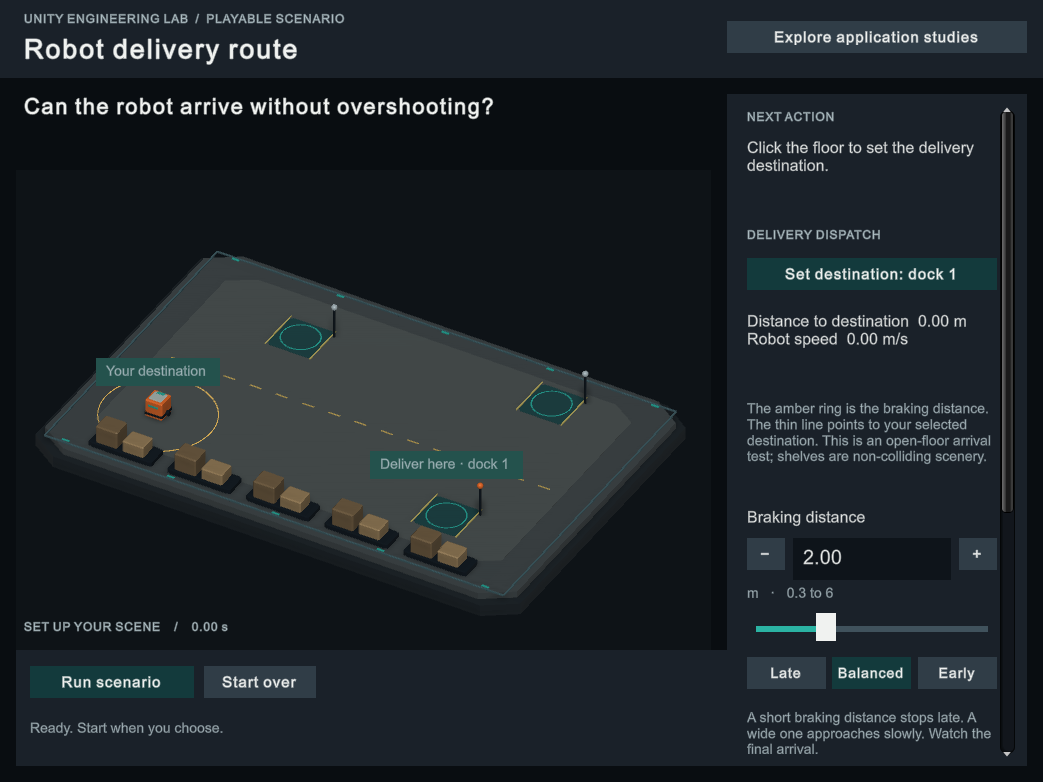 UNITY ENGINEERING LAB / PLAYABLE SCENARIO
Robot delivery route
Explore application studies
Can the robot arrive without overshooting?
Your destination
Deliver here · dock 1
SET UP YOUR SCENE / 0.00 s
Run scenario
Start over
Ready. Start when you choose.
NEXT ACTION
Click the floor to set the delivery
destination.
DELIVERY DISPATCH
Set destination: dock 1
Distance to destination 0.00 m
Robot speed 0.00 m/s
The amber ring is the braking distance.
The thin line points to your selected
destination. This is an open-floor arrival
test; shelves are non-colliding scenery.
Braking distance
− 2.00 +
m · 0.3 to 6
Late Balanced Early
A short braking distance stops late. A
wide one approaches slowly. Watch the
final arrival.